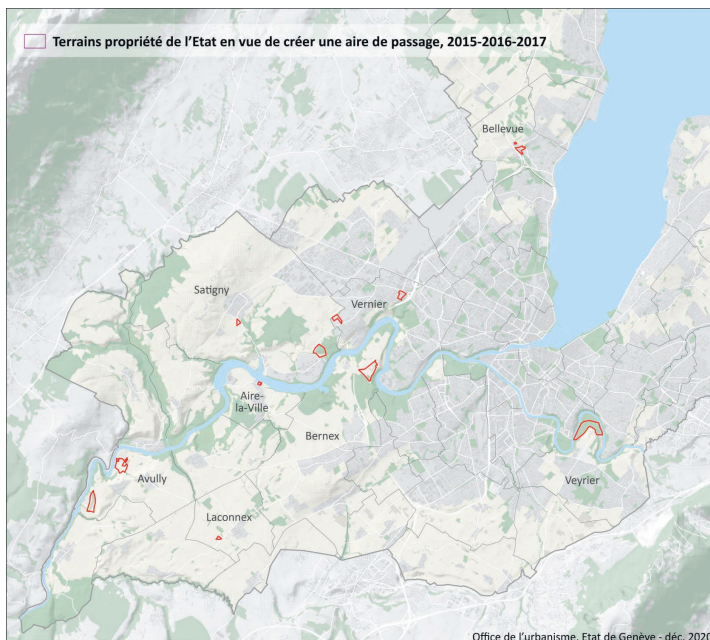 Terrains propriété de l'Etat en vue de créer une aire de passage, 2015-2016-2017
Bellevue
Satigny
Vernier
Aire-
la-Ville
Bernex
Avully
Veyrier
Laconnex
Office de l'urbanisme, Etat de Genève - déc. 2020